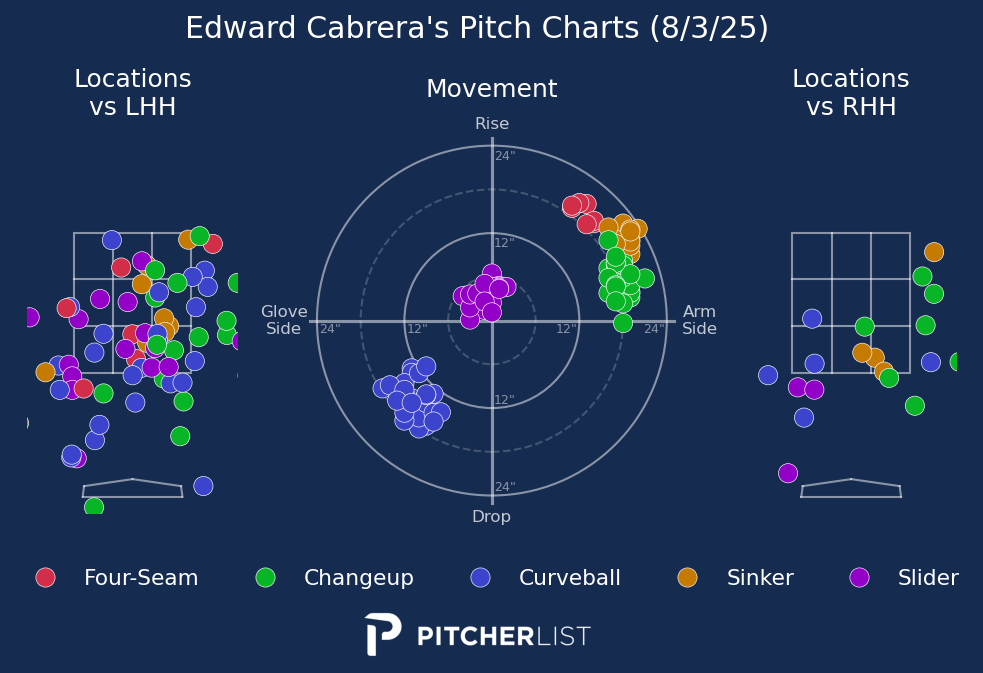 Edward Cabrera's Pitch Charts (8/3/25)
Locations
vs LHH
Movement
Locations
vs RHH
Rise
24"
12"
Glove
Side
24"
12"
12"
24"
Arm
Side
12"
24"
Drop
Four-Seam
Changeup
Curveball
Sinker
Slider
PITCHERLIST